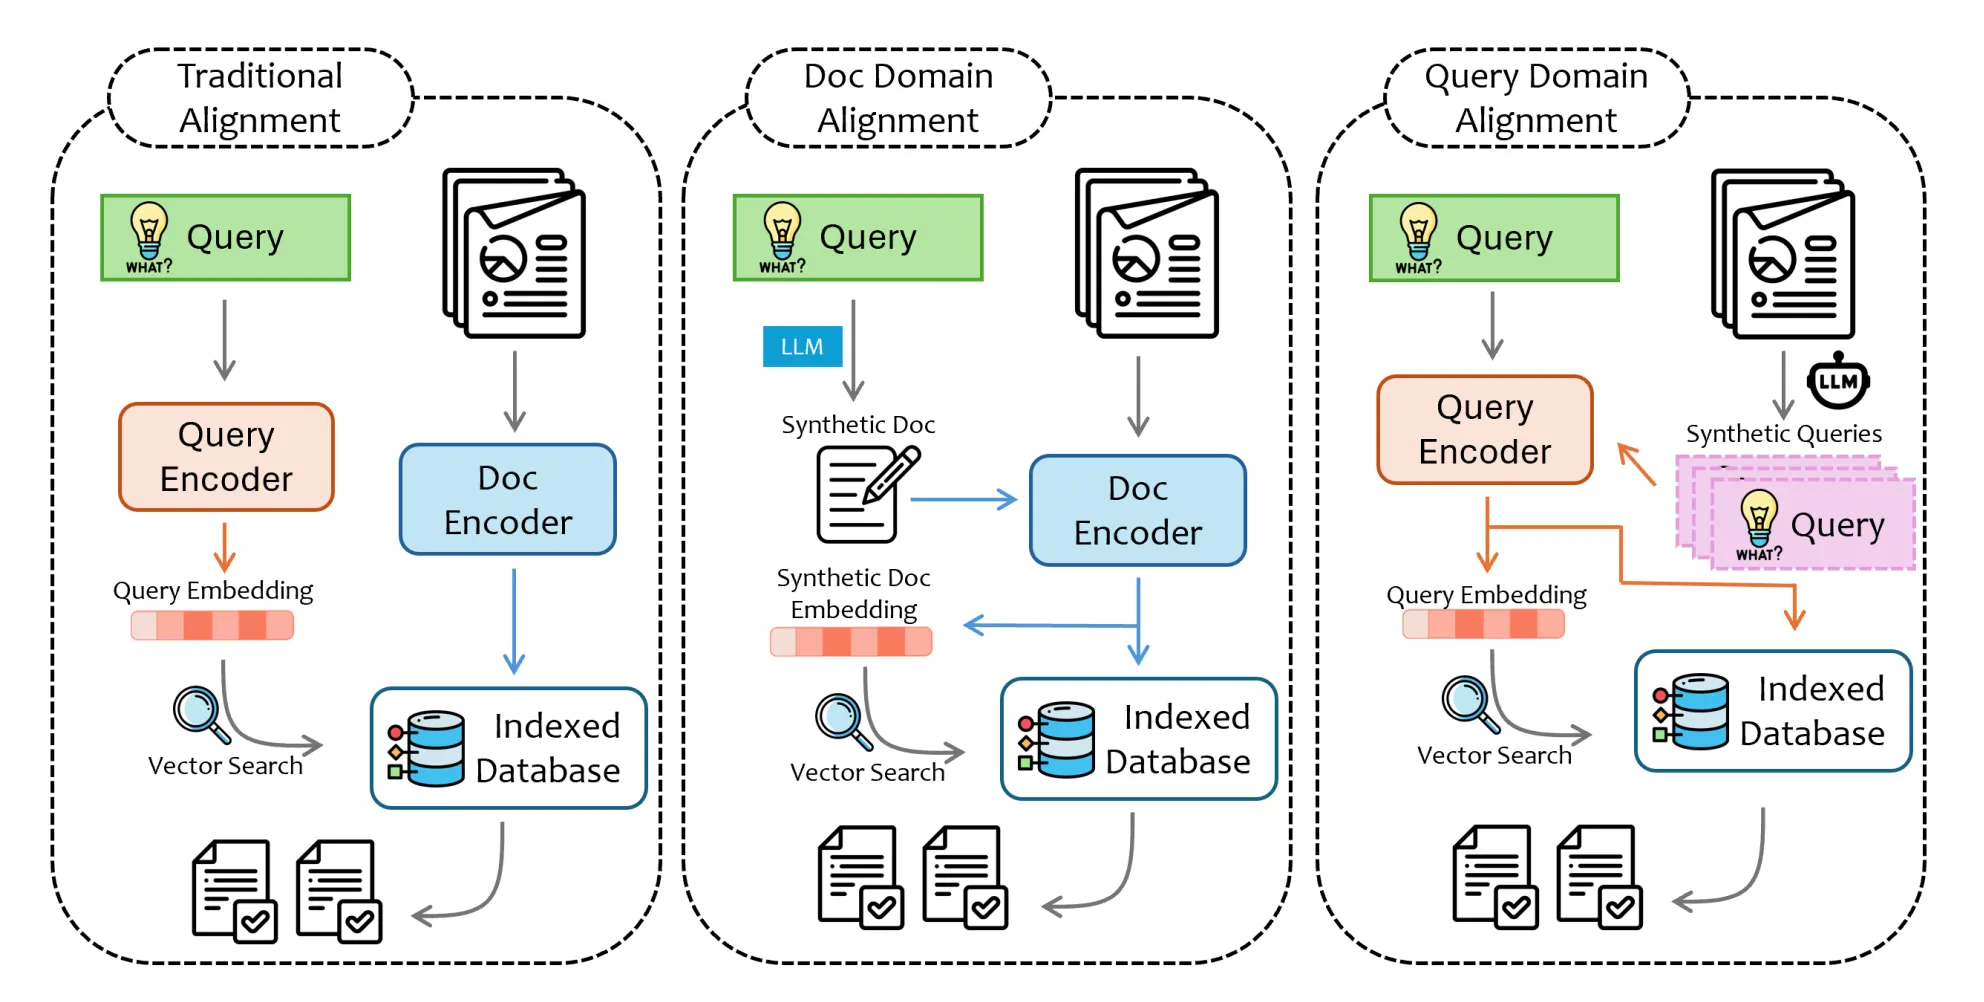 Traditional
Alignment
WHAT?
Query
Query
Encoder
Doc
Encoder
Query Embedding
Vector Search
Indexed
Database
Doc Domain
Alignment
WHAT?
Query
LLM
Synthetic Doc
Doc
Encoder
Synthetic Doc
Embedding
Vector Search
Indexed
Database
Query Domain
Alignment
WHAT?
Query
LLM
Query
Encoder
Synthetic Queries
WHAT?
Query
Query Embedding
Vector Search
Indexed
Database